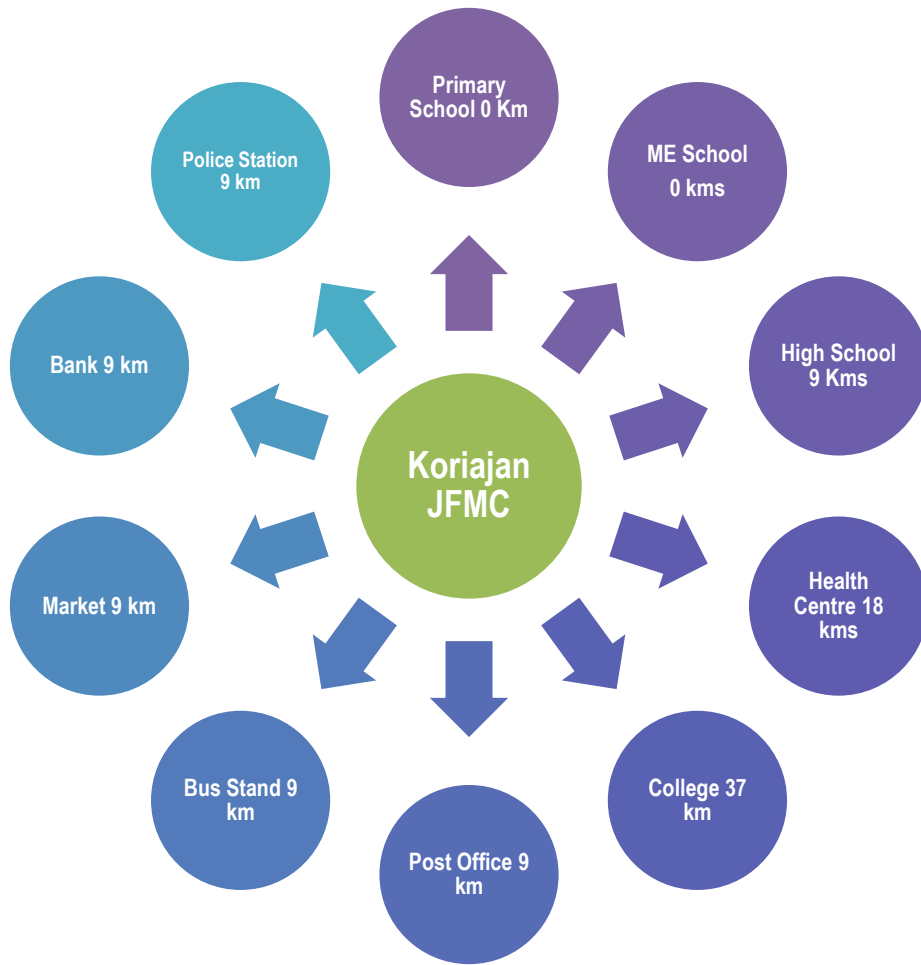 Primary
School 0 Km
ME School
0 kms
High School
9 Kms
Health
Centre 18
kms
College 37
km
Post Office 9
km
Bus Stand 9
km
Market 9 km
Bank 9 km
Police Station
9 km
Koriajan
JFMC